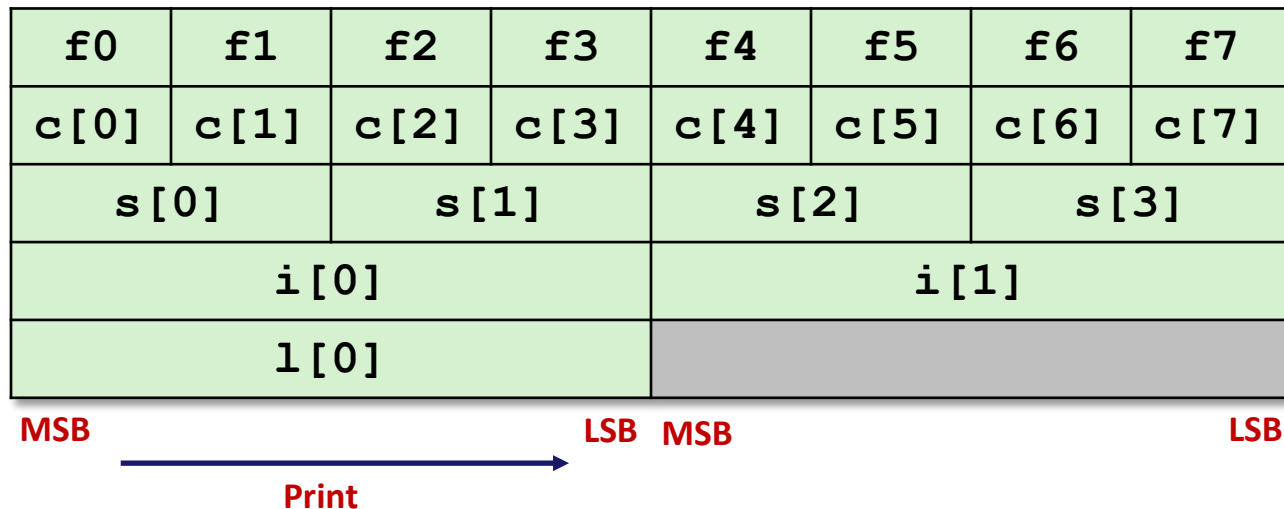 f0 f1 f2 f3 f4 f5 f6 f7
c[0] c[1] c[2] c[3] c[4] c[5] c[6] c[7]
s[0] s[1] s[2] s[3]
i[0] i[1]
l[0]
MSB LSB MSB LSB
Print